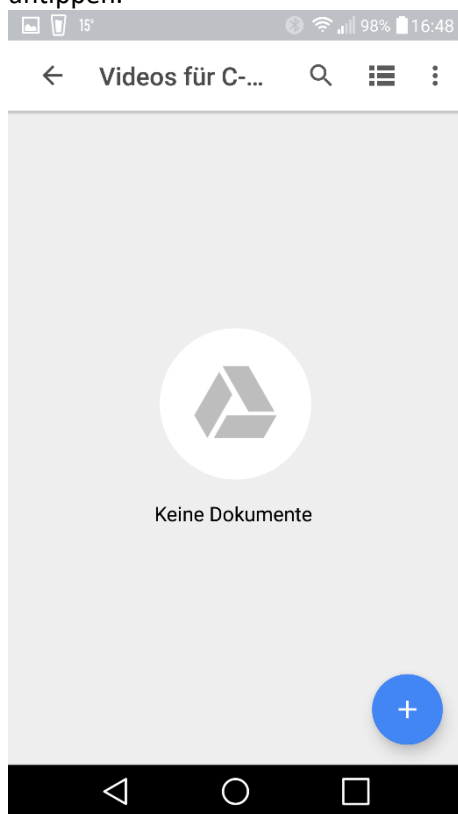 antippen.
15°
98% 16:48
Videos für C-...
Keine Dokumente